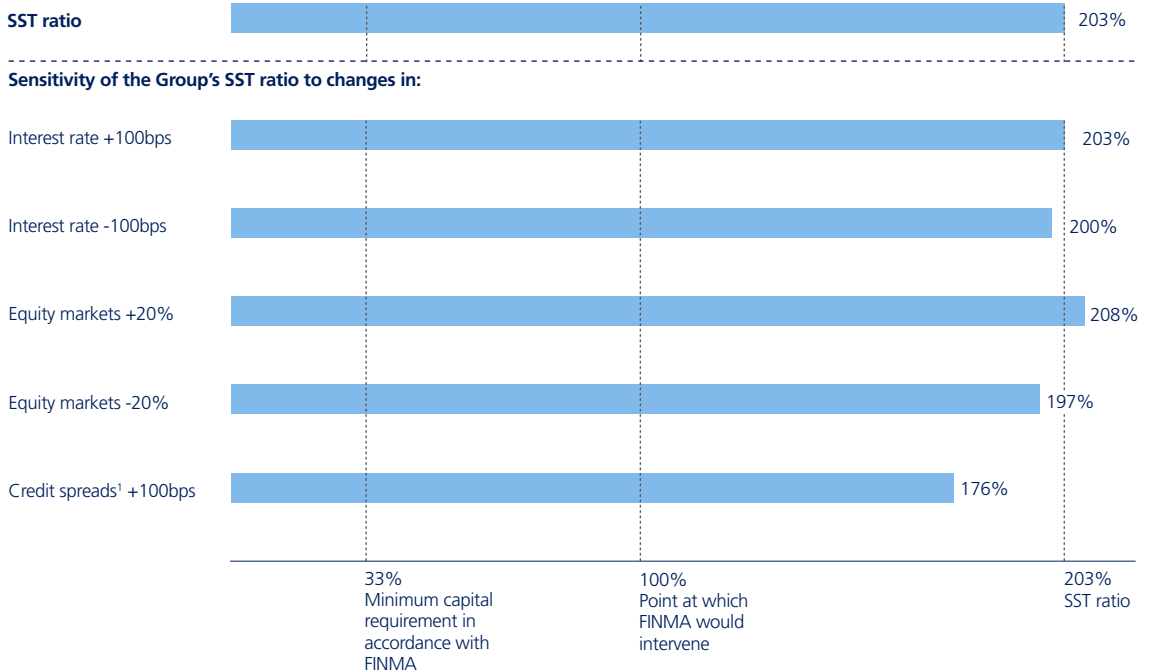 SST ratio
203%
Sensitivity of the Group's SST ratio to changes in:
Interest rate +100bps
203%
Interest rate -100bps
200%
Equity markets +20%
208%
Equity markets -20%
197%
Credit spreads¹ +100bps
176%
33%
Minimum capital
requirement in
accordance with
FINMA
100%
Point at which
FINMA would
intervene
203%
SST ratio